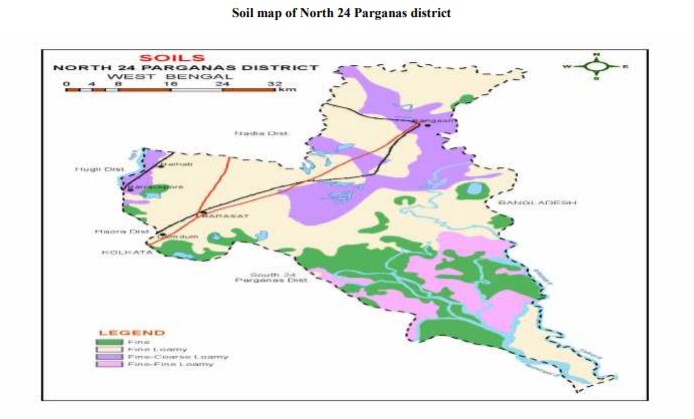 Soil map of North 24 Parganas district
SOILS
NORTH 24 PARGANAS DISTRICT
WEST BENGAL
0 4 8 16 24 32
km
N
W E
S
Nadia Dist.
Bangaon
Hugli Dist.
Naihati
Barrackpore
BANGLADESH
BARASAT
Haora Dist.
Dumdum
KOLKATA
South 24
Parganas Dist.
LEGEND
Fine
Fine Loamy
Fine-Coarse Loamy
Fine-Fine Loamy